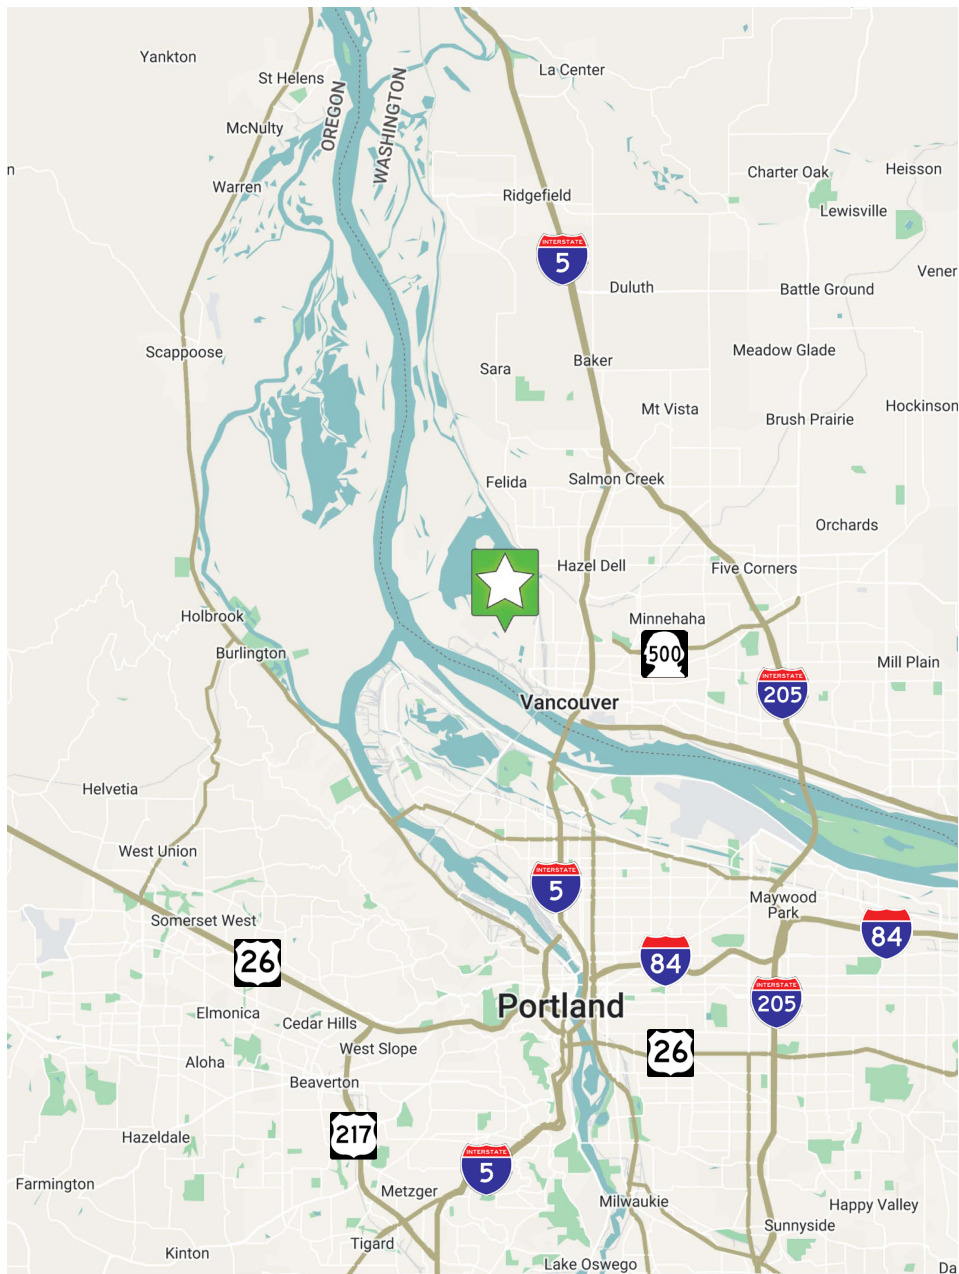 Yankton
La Center
St Helens
OREGON
WASHINGTON
McNulty
n
Charter Oak
Heisson
Warren
Ridgefield
Lewisville
INTERSTATE
5
Vener
Duluth
Battle Ground
Scappoose
Baker
Meadow Glade
Sara
Mt Vista
Hockinson
Brush Prairie
Felida
Salmon Creek
Orchards
Hazel Dell
Five Corners
Holbrook
Minnehaha
Burlington
500
Mill Plain
INTERSTATE
205
Vancouver
Helvetia
West Union
INTERSTATE
5
Maywood
Park
Somerset West
84
26
84
INTERSTATE
205
Portland
Elmonica
Cedar Hills
West Slope
26
Aloha
Beaverton
217
Hazeldale
INTERSTATE
5
Farmington
Metzger
Milwaukie
Happy Valley
Sunnyside
Tigard
Kinton
Lake Oswego
Da